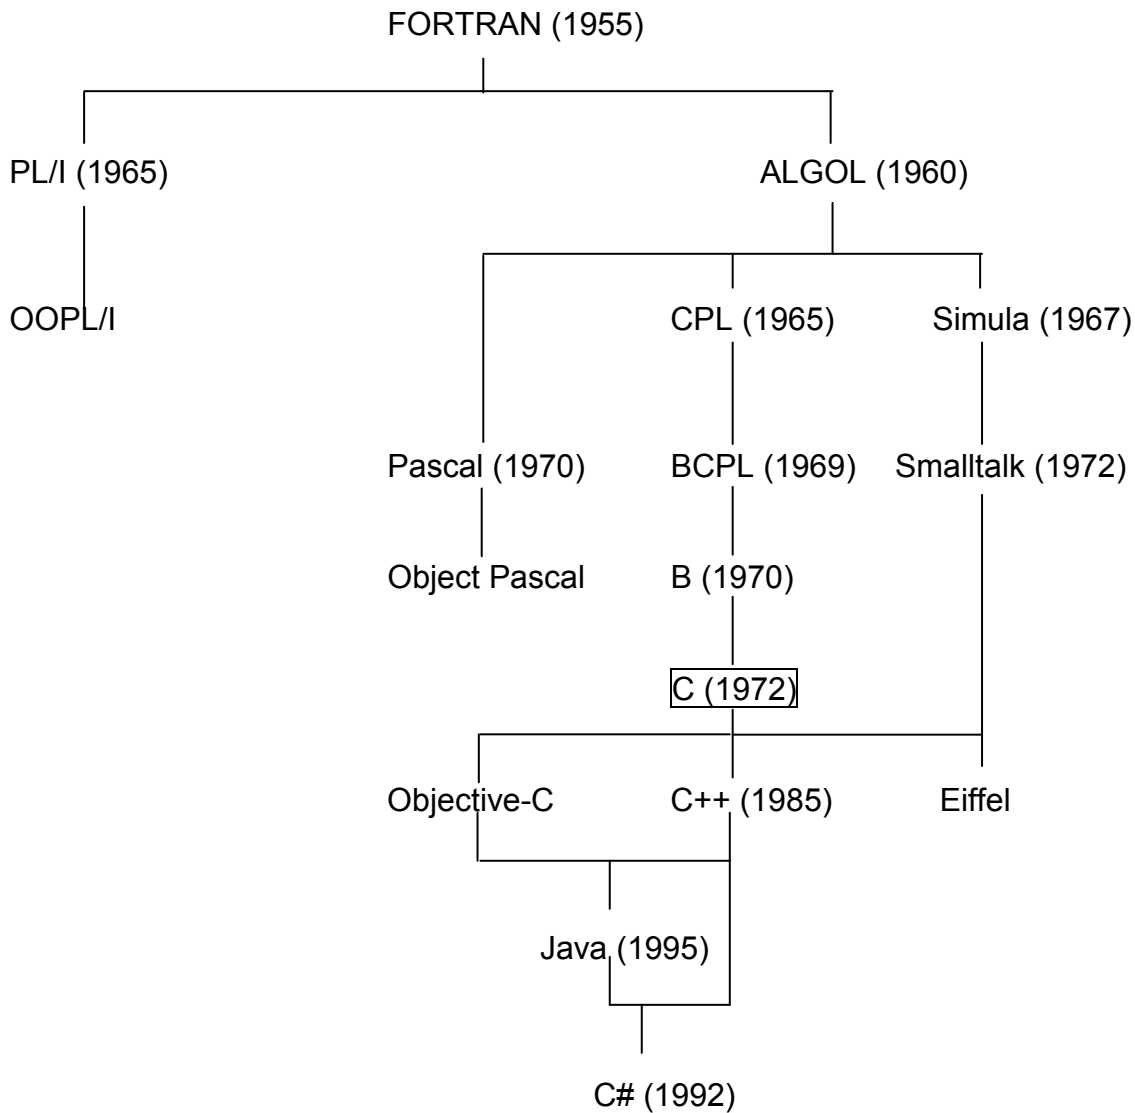 FORTRAN (1955)
PL/I (1965)
ALGOL (1960)
OOPL/I
CPL (1965)
Simula (1967)
Pascal (1970)
BCPL (1969)
Smalltalk (1972)
Object Pascal
B (1970)
C (1972)
Objective-C
C++ (1985)
Eiffel
Java (1995)
C# (1992)